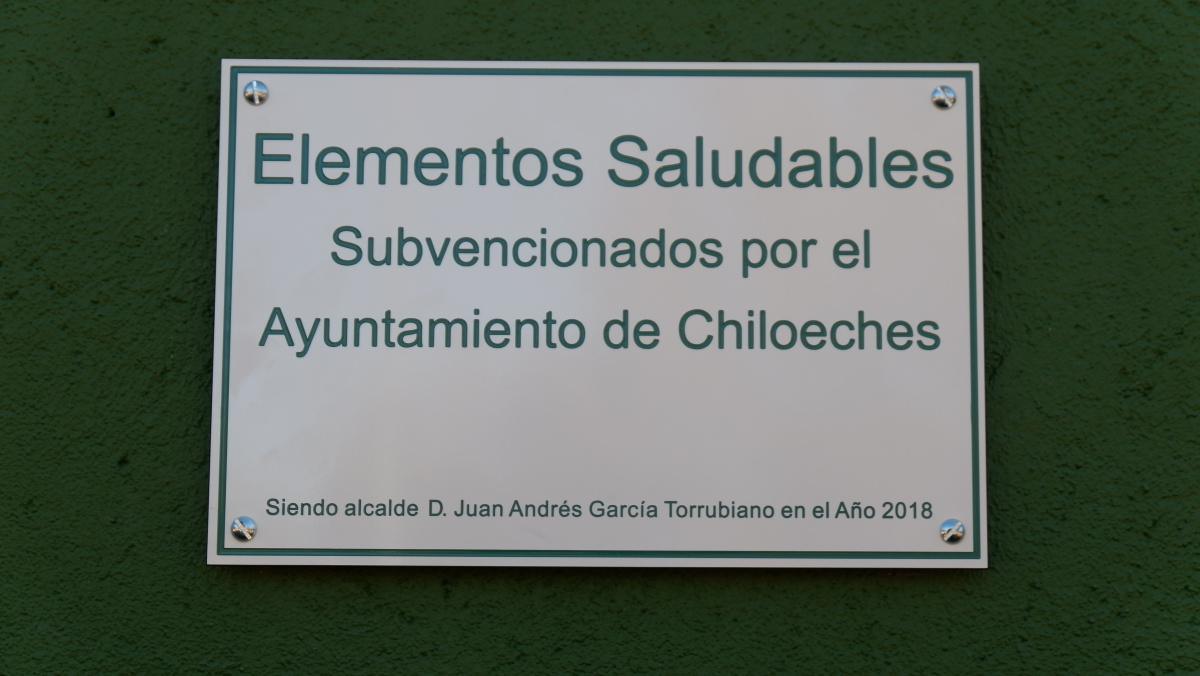 Elementos Saludables
Subvencionados por el
Ayuntamiento de Chiloeches
Siendo alcalde D. Juan Andrés García Torrubiano en el Año 2018